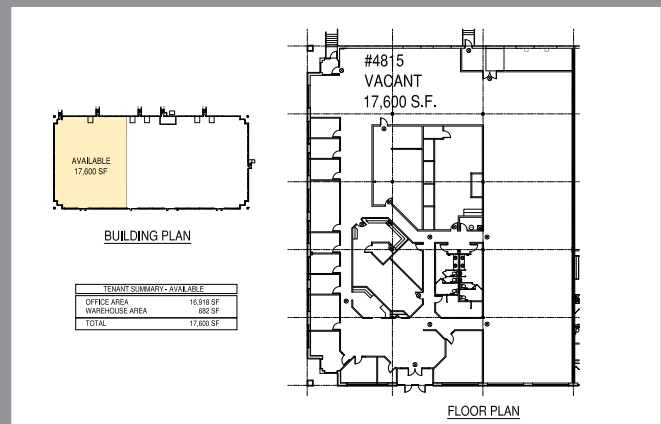 #4815
VACANT
17,600 S.F.
AVAILABLE
17,600 SF
BUILDING PLAN
TENANT SUMMARY - AVAILABLE
OFFICE AREA 16,918 SF
WAREHOUSE AREA 682 SF
TOTAL 17,600 SF
FLOOR PLAN